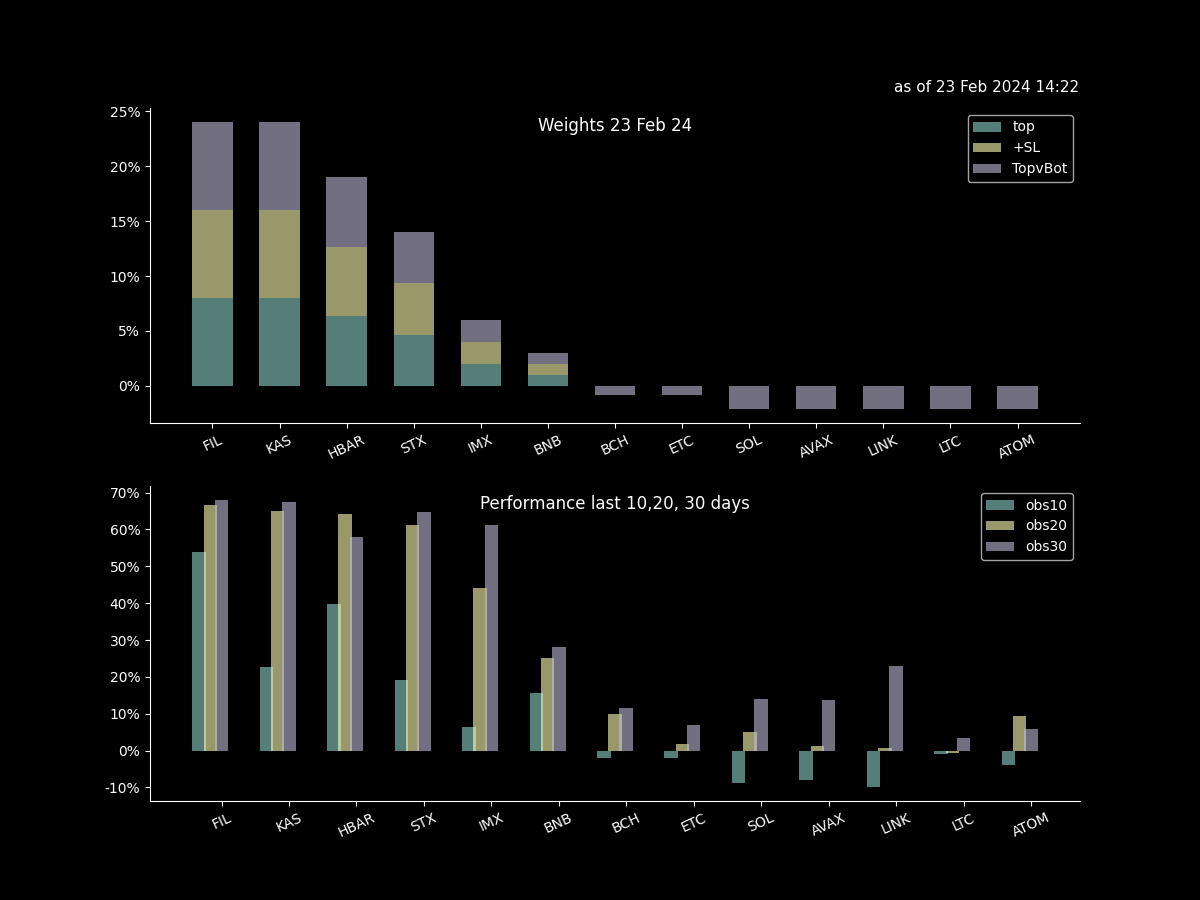 as of 23 Feb 2024 14:22
Weights 23 Feb 24
top
+SL
TopvBot
25%
20%
15%
10%
5%
0%
FIL KAS HBAR STX IMX BNB BCH ETC SOL AVAX LINK LTC ATOM
Performance last 10,20, 30 days
obs10
obs20
obs30
70%
60%
50%
40%
30%
20%
10%
0%
-10%
FIL KAS HBAR STX IMX BNB BCH ETC SOL AVAX LINK LTC ATOM